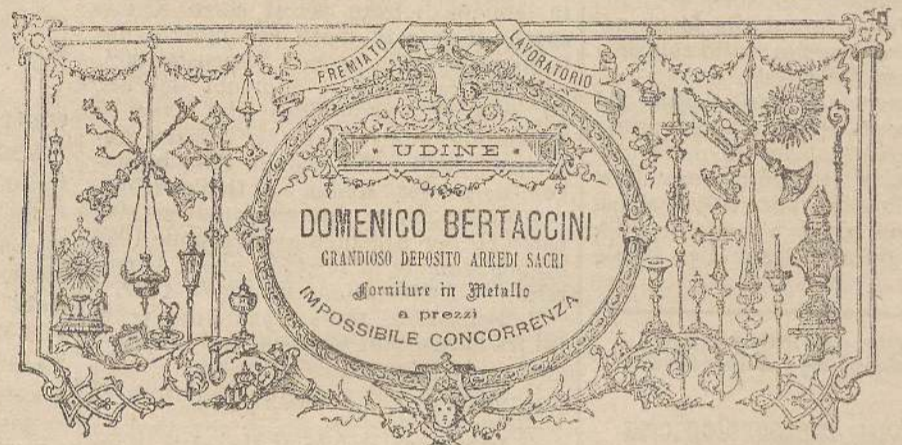 PREMIATO LAVORATORIO
UDINE
DOMENICO BERTACCINI
GRANDIOSO DEPOSITO ARREDI SACRI
Forniture in Metallo
a prezzi
IMPOSSIBILE CONCORRENZA